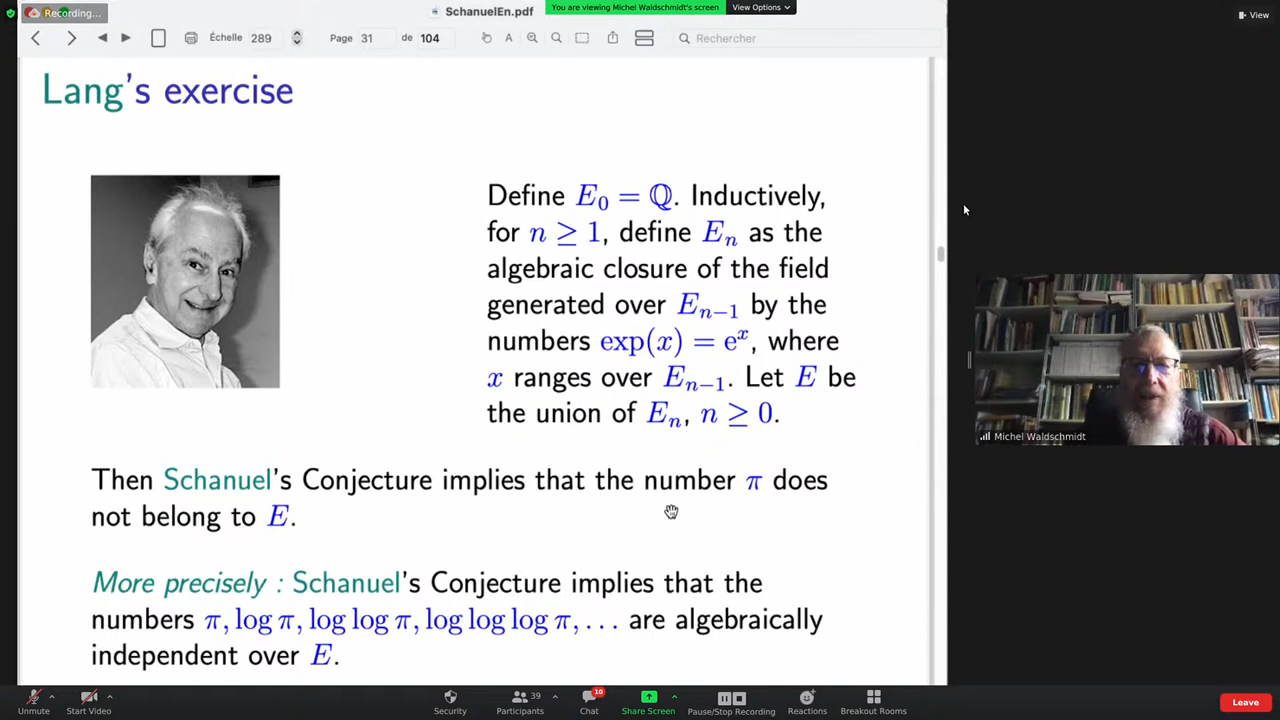 Recording...
SchanuelEn.pdf
You are viewing Michel Waldschmidt's screen
View Options
View
Échelle 289
Page 31 de 104
A
Rechercher
Lang's exercise
Define E₀ = ℚ. Inductively,
for n ≥ 1, define Eₙ as the
algebraic closure of the field
generated over Eₙ₋₁ by the
numbers exp(x) = eˣ, where
x ranges over Eₙ₋₁. Let E be
the union of Eₙ, n ≥ 0.
Then Schanuel's Conjecture implies that the number π does
not belong to E.
More precisely : Schanuel's Conjecture implies that the
numbers π, log π, log log π, log log log π, . . . are algebraically
independent over E.
Michel Waldschmidt
Unmute
Start Video
Security
Participants 39
Chat 10
Share Screen
Pause/Stop Recording
Reactions
Breakout Rooms
Leave